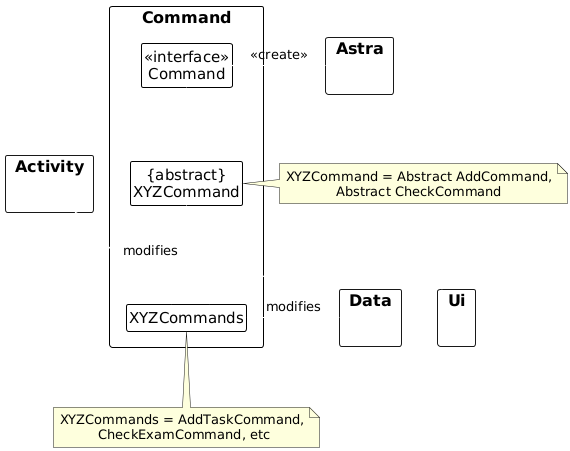 Command
«interface»
Command
«create»
Astra
Activity
{abstract}
XYZCommand
XYZCommand = Abstract AddCommand,
Abstract CheckCommand
modifies
XYZCommands
modifies
Data
Ui
XYZCommands = AddTaskCommand,
CheckExamCommand, etc